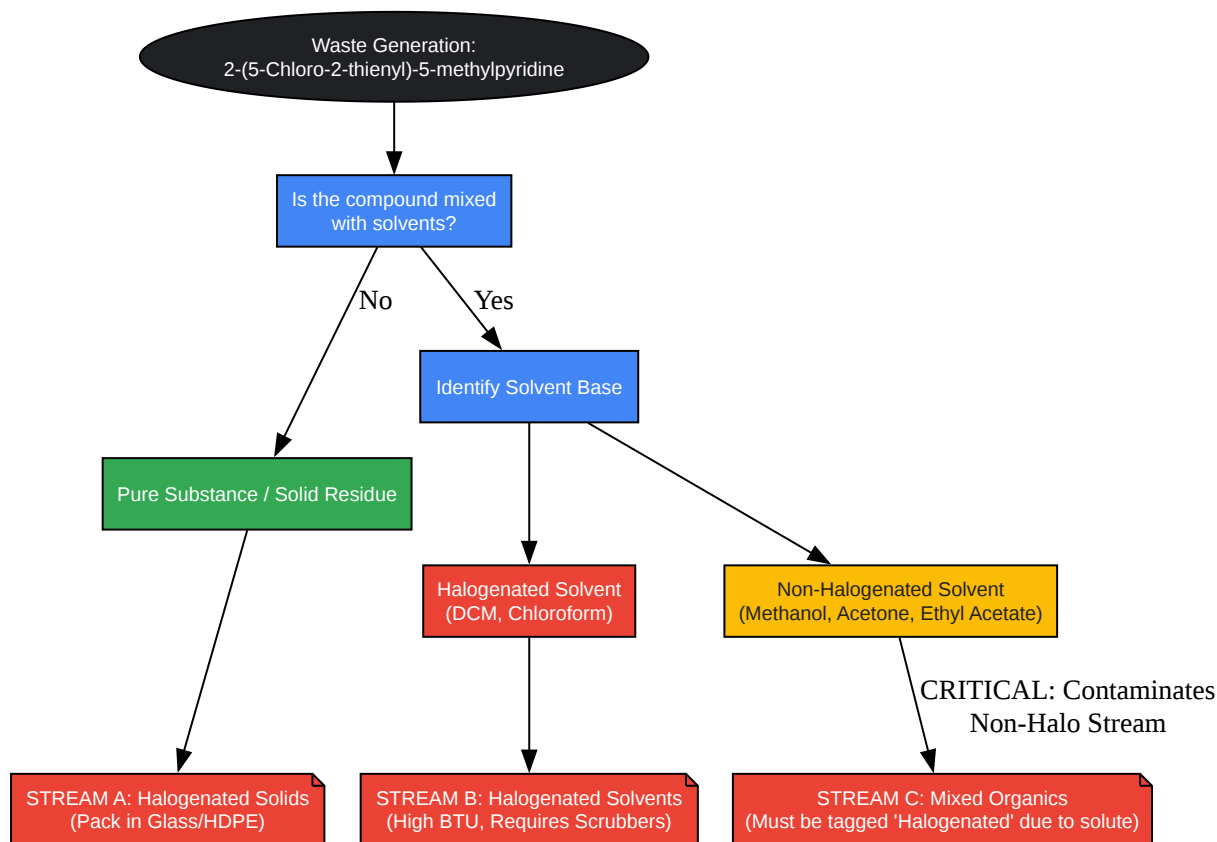 Waste Generation:
2-(5-Chloro-2-thienyl)-5-methylpyridine
Is the compound mixed
with solvents?
No
Yes
Identify Solvent Base
Pure Substance / Solid Residue
Halogenated Solvent
(DCM, Chloroform)
Non-Halogenated Solvent
(Methanol, Acetone, Ethyl Acetate)
CRITICAL: Contaminates
Non-Halo Stream
STREAM A: Halogenated Solids
(Pack in Glass/HDPE)
STREAM B: Halogenated Solvents
(High BTU, Requires Scrubbers)
STREAM C: Mixed Organics
(Must be tagged 'Halogenated' due to solute)